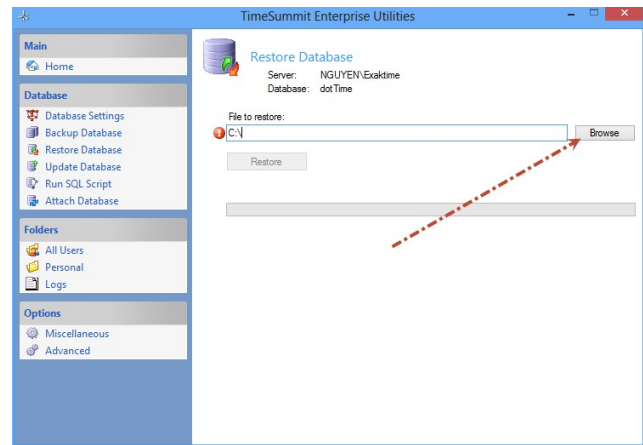 TimeSummit Enterprise Utilities
Main
Home
Database
Database Settings
Backup Database
Restore Database
Update Database
Run SQL Script
Attach Database
Folders
All Users
Personal
Logs
Options
Miscellaneous
Advanced
Restore Database
Server: NGUYEN\Exaktime
Database: dotTime
File to restore:
C:\
Browse
Restore